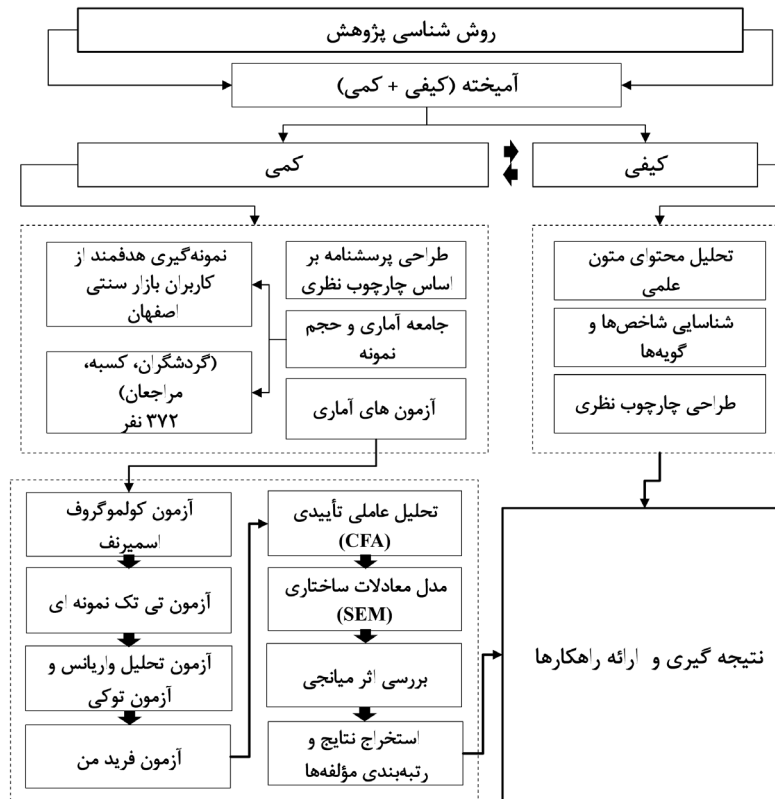 روش شناسی پژوهش
آمیخته (کیفی + کمی)
کیفی
کمی
تحلیل محتوای متون
علمی
شناسایی شاخص‌ها و
گویه‌ها
طراحی چارچوب نظری
طراحی پرسشنامه بر
اساس چارچوب نظری
جامعه آماری و حجم
نمونه
آزمون های آماری
نمونه‌گیری هدفمند از
کاربران بازار سنتی
اصفهان
(گردشگران، کسبه،
مراجعان)
۳۷۲ نفر
آزمون کولموگروف
اسمیرنف
آزمون تی تک نمونه ای
آزمون تحلیل واریانس و
آزمون توکی
آزمون فرید من
تحلیل عاملی تأییدی
(CFA)
مدل معادلات ساختاری
(SEM)
بررسی اثر میانجی
استخراج نتایج و
رتبه‌بندی مؤلفه‌ها
نتیجه گیری و ارائه راهکارها